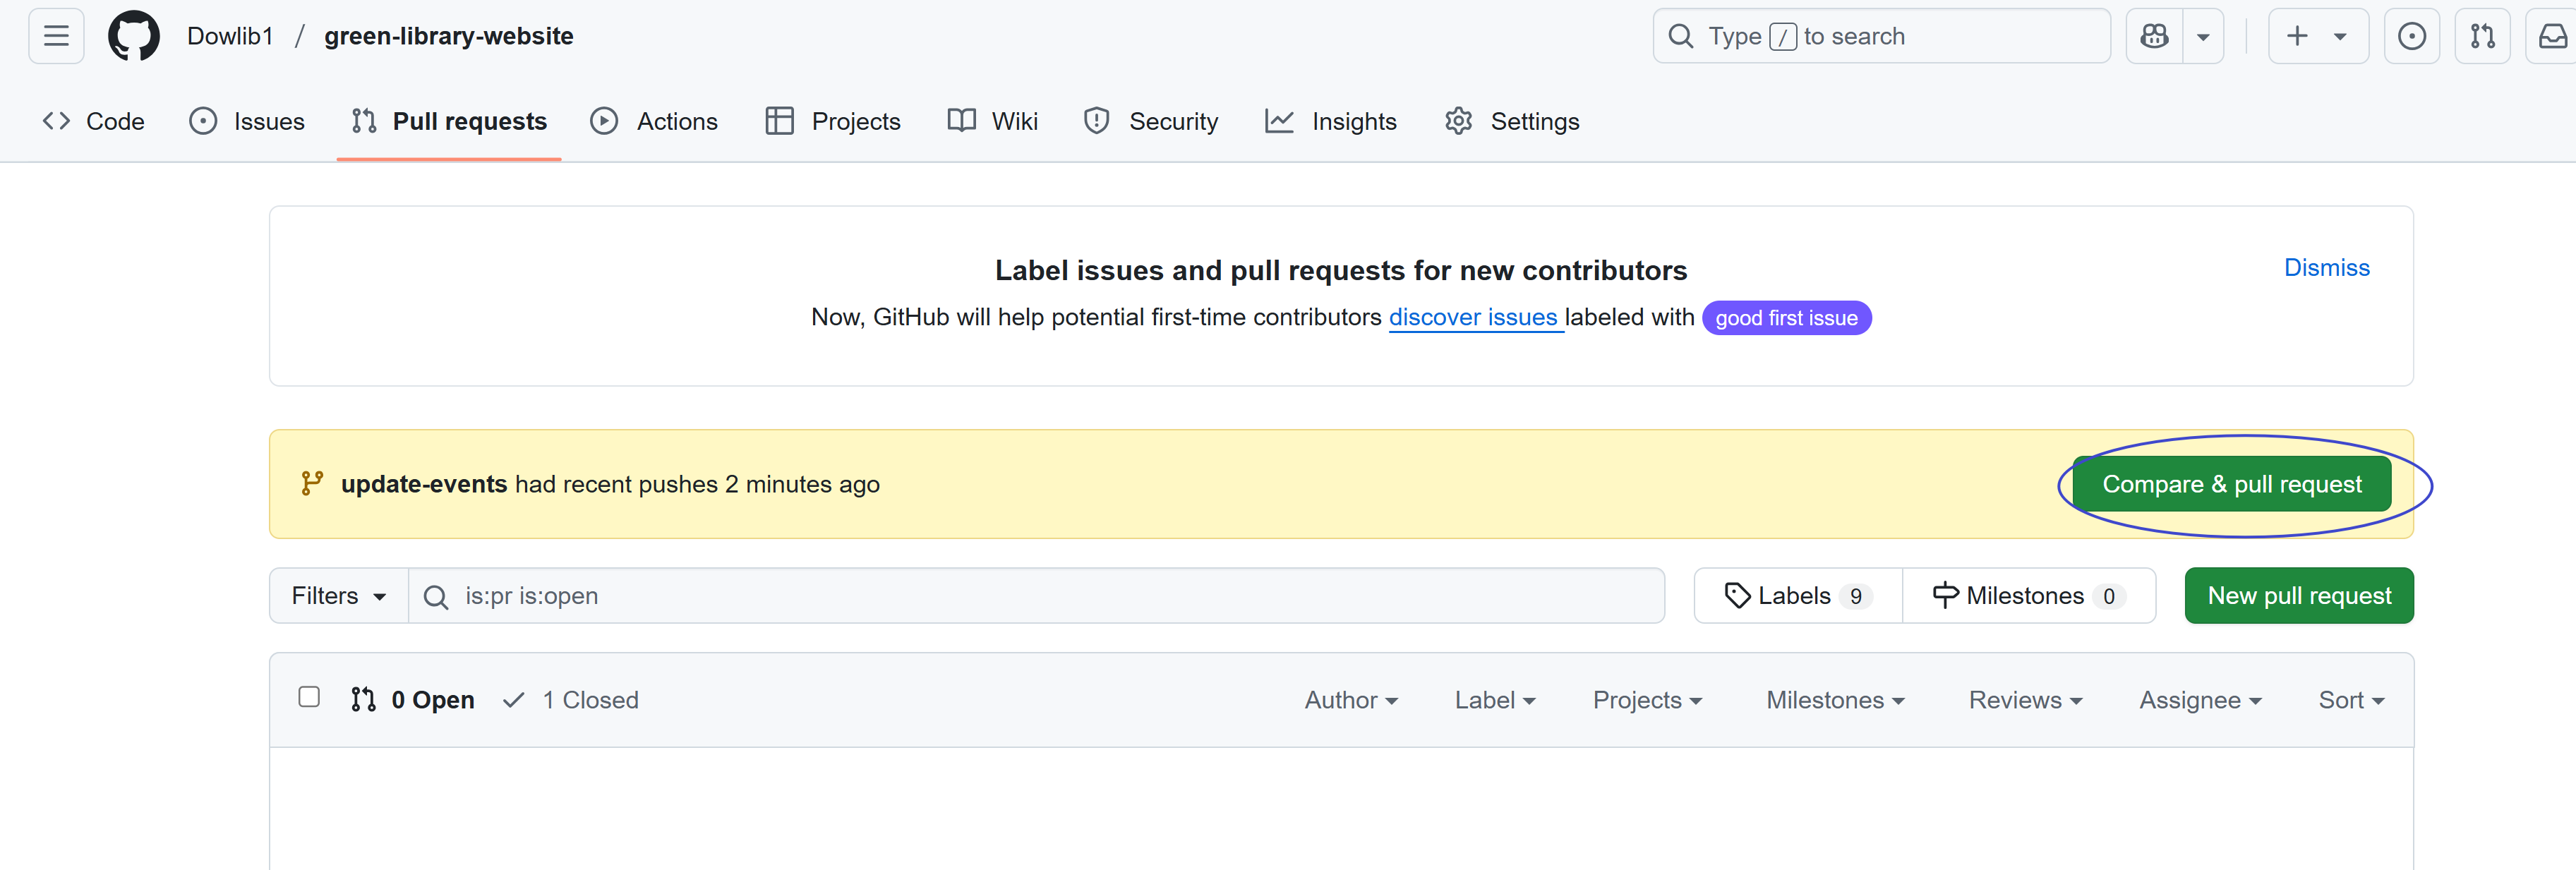 Dowlib1 / green-library-website
Type / to search
Code Issues Pull requests Actions Projects Wiki Security Insights Settings
Label issues and pull requests for new contributors
Dismiss
Now, GitHub will help potential first-time contributors discover issues labeled with good first issue
update-events had recent pushes 2 minutes ago
Compare & pull request
Filters is:pr is:open Labels 9 Milestones 0 New pull request
0 Open 1 Closed Author Label Projects Milestones Reviews Assignee Sort